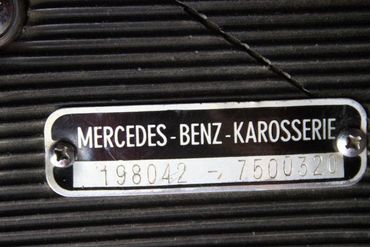 MERCEDES-BENZ-KAROSSERIE
198042 - 7500320